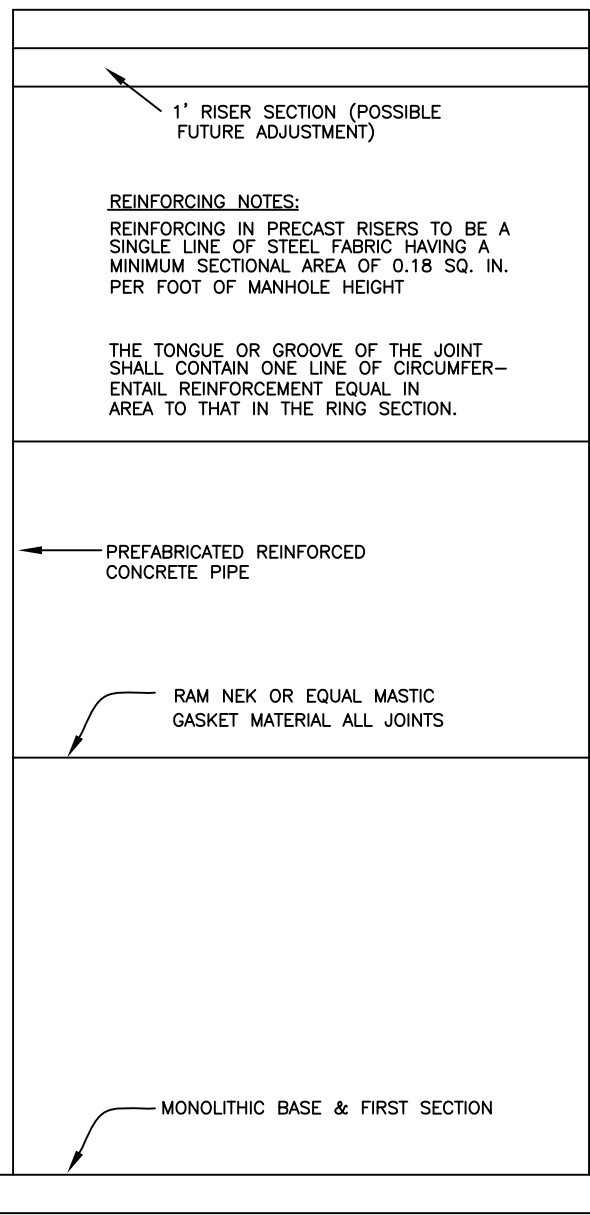 1' RISER SECTION (POSSIBLE
FUTURE ADJUSTMENT)
REINFORCING NOTES:
REINFORCING IN PRECAST RISERS TO BE A
SINGLE LINE OF STEEL FABRIC HAVING A
MINIMUM SECTIONAL AREA OF 0.18 SQ. IN.
PER FOOT OF MANHOLE HEIGHT
THE TONGUE OR GROOVE OF THE JOINT
SHALL CONTAIN ONE LINE OF CIRCUMFER-
ENTAIL REINFORCEMENT EQUAL IN
AREA TO THAT IN THE RING SECTION.
PREFABRICATED REINFORCED
CONCRETE PIPE
RAM NEK OR EQUAL MASTIC
GASKET MATERIAL ALL JOINTS
MONOLITHIC BASE & FIRST SECTION